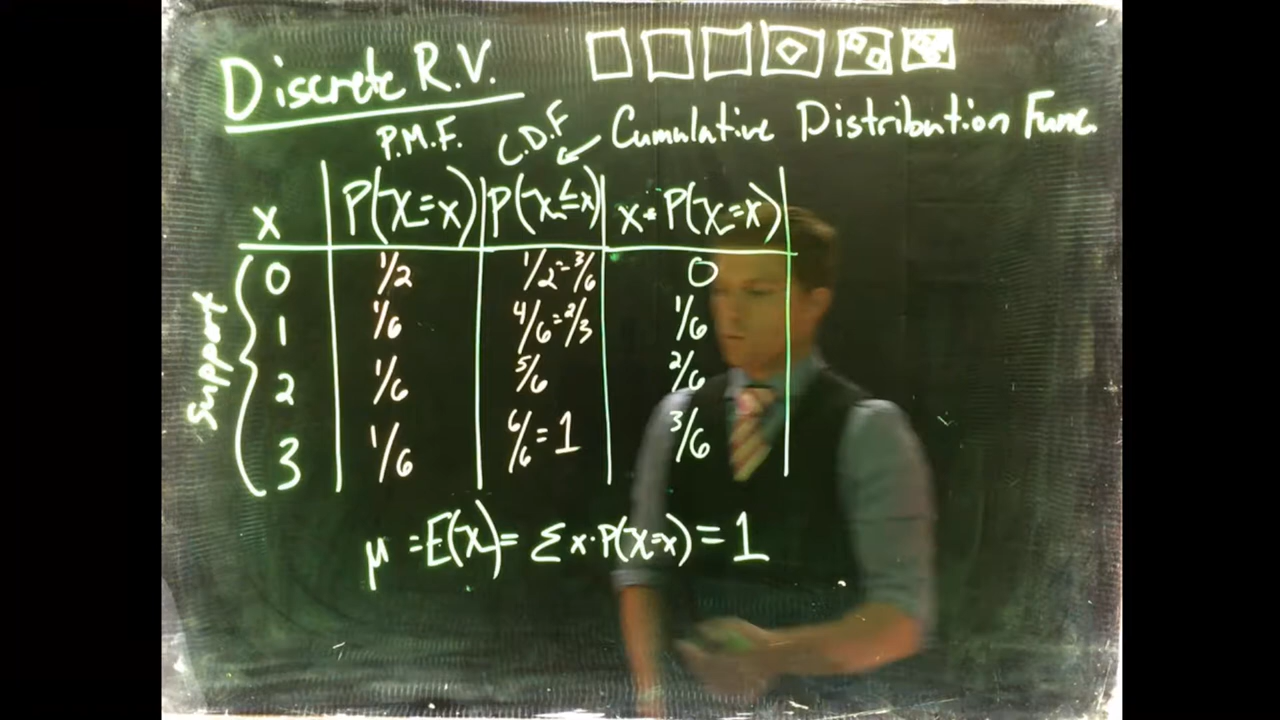 Discrete R.V.
P.M.F. C.D.F ← Cumulative Distribution Func.
x P(X=x) P(X≤x) x·P(X=x)
support
0 1/2 1/2=3/6 0
1 1/6 4/6=2/3 1/6
2 1/6 5/6 2/6
3 1/6 6/6=1 3/6
μ = E(X) = Σ x·P(X=x) = 1